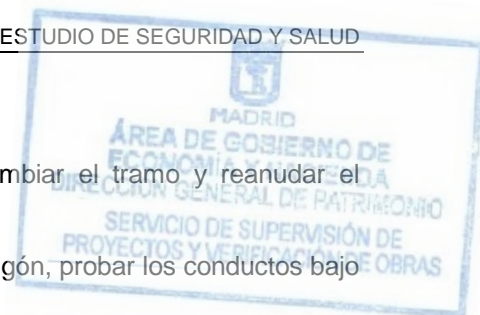 ESTUDIO DE SEGURIDAD Y SALUD
MADRID
ÁREA DE GOBIERNO DE
ECONOMÍA Y HACIENDA
mbiar el tramo y reanudar el
DIRECCIÓN GENERAL DE PATRIMONIO
SERVICIO DE SUPERVISIÓN DE
PROYECTOS Y VERIFICACIÓN DE OBRAS
gón, probar los conductos bajo